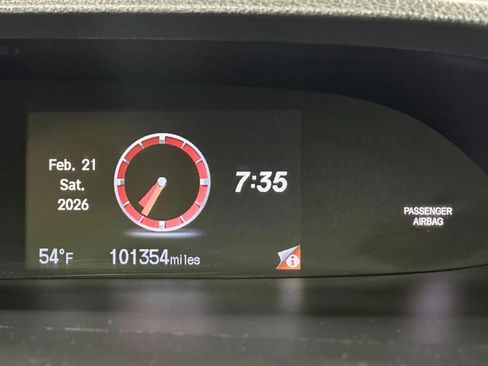 Feb. 21
Sat.
2026
7:35
PASSENGER
AIRBAG
54°F
101354miles
i